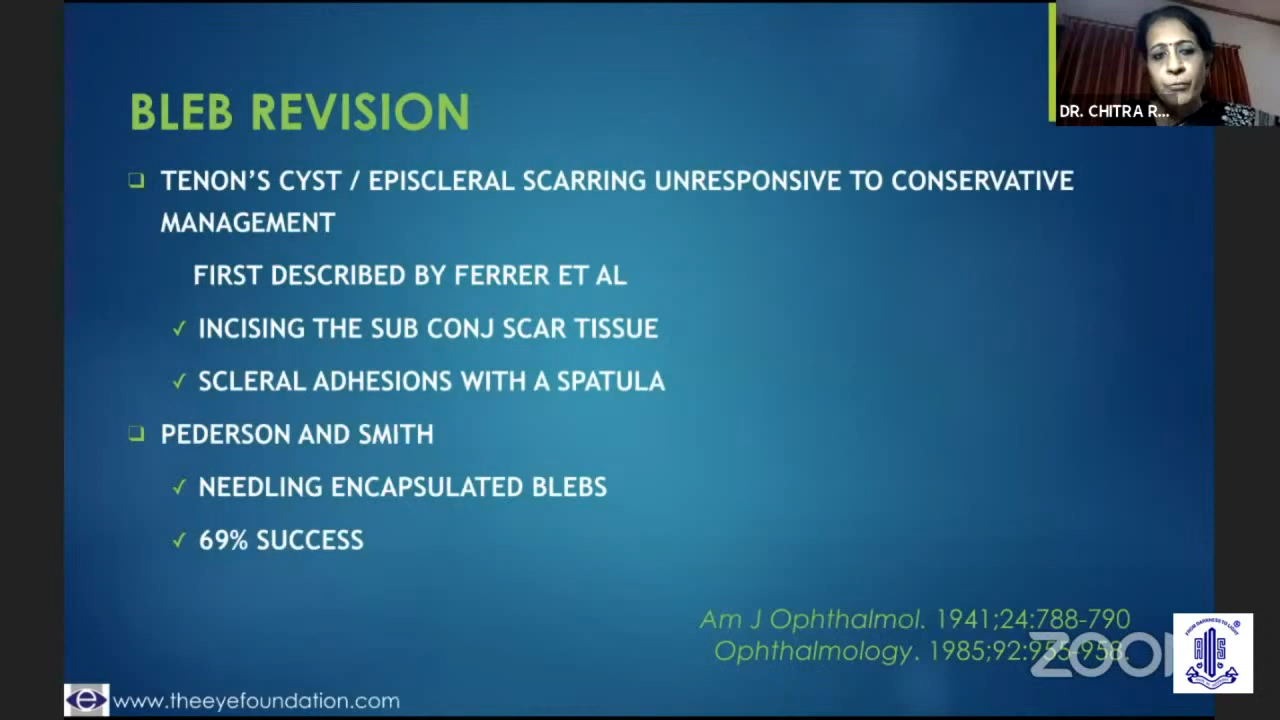 BLEB REVISION
DR. CHITRA R...
❑ TENON'S CYST / EPISCLERAL SCARRING UNRESPONSIVE TO CONSERVATIVE
MANAGEMENT
FIRST DESCRIBED BY FERRER ET AL
✓ INCISING THE SUB CONJ SCAR TISSUE
✓ SCLERAL ADHESIONS WITH A SPATULA
❑ PEDERSON AND SMITH
✓ NEEDLING ENCAPSULATED BLEBS
✓ 69% SUCCESS
Am J Ophthalmol. 1941;24:788-790
Ophthalmology. 1985;92:955-958.
ZOOM
www.theeyefoundation.com